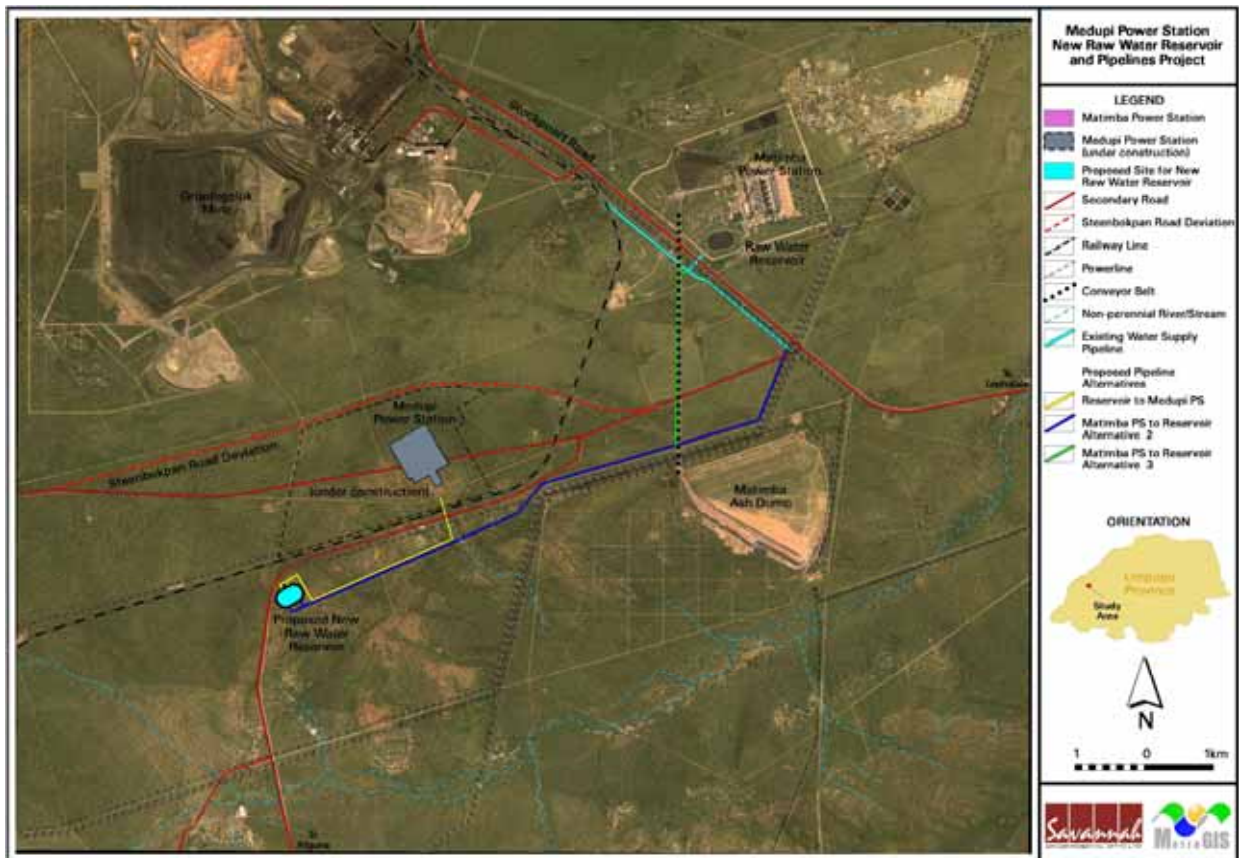 Medupi Power Station
New Raw Water Reservoir
and Pipelines Project
LEGEND
Matimba Power Station
Medupi Power Station
(under construction)
Proposed Site for New
Raw Water Reservoir
Secondary Road
Steenbokpan Road Deviation
Railway Line
Powerline
Conveyor Belt
Non-perennial River/Stream
Existing Water Supply
Pipeline
Proposed Pipeline
Alternatives
Reservoir to Medupi PS
Matimba PS to Reservoir
Alternative 2
Matimba PS to Reservoir
Alternative 3
ORIENTATION
Limpopo
Province
Study
Area
N
1 0 1km
Savannah
MetroGIS
Stockpoort Road
Matimba
Power Station
Raw Water
Reservoir
Grootegeluk
Mine
To
Medupi
Power Station
(under construction)
Steenbokpan Road Deviation
Matimba
Ash Dump
Proposed New
Raw Water
Reservoir
To